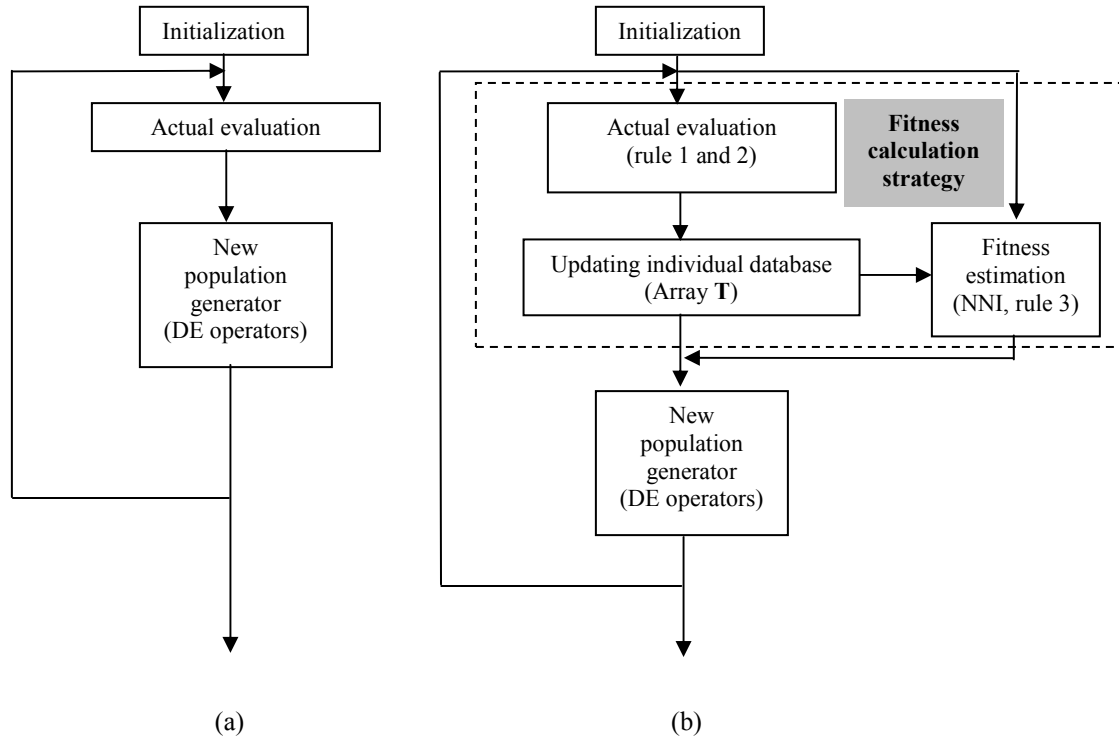 Initialization
Actual evaluation
New
population
generator
(DE operators)
(a)
Initialization
Actual evaluation
(rule 1 and 2)
Fitness
calculation
strategy
Updating individual database
(Array T)
Fitness
estimation
(NNI, rule 3)
New
population
generator
(DE operators)
(b)